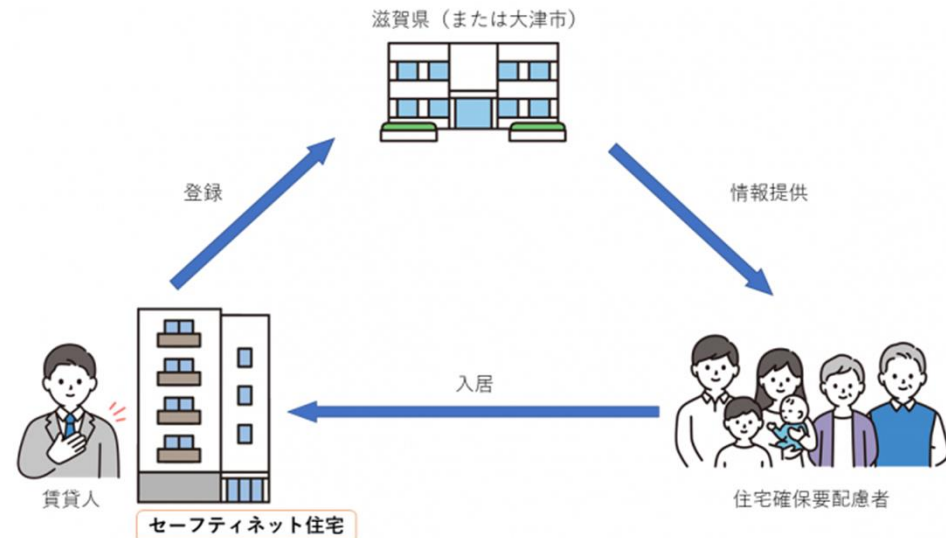 滋賀県（または大津市）
登録
情報提供
入居
賃貸人
住宅確保要配慮者
セーフティネット住宅